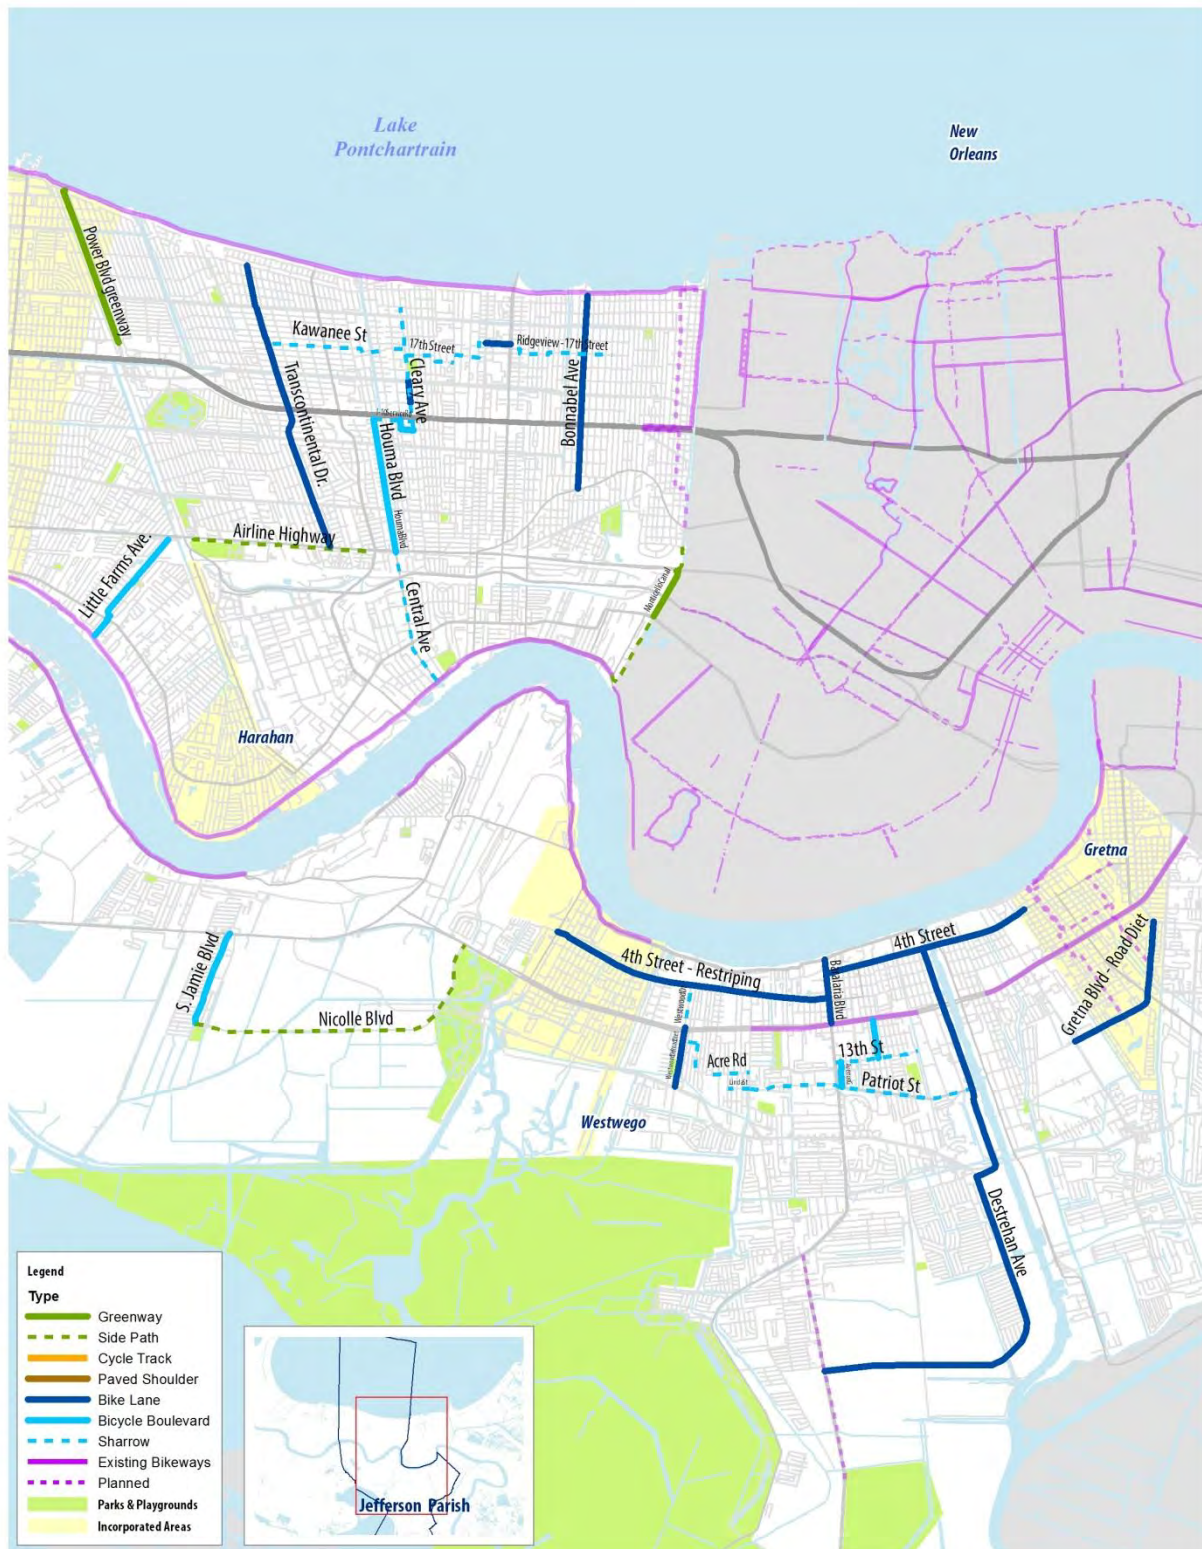 Lake
Pontchartrain
New
Orleans
Power Blvd greenway
Kawanee St
17th Street
Ridgeview - 17th Street
Transcontinental Dr.
Cleary Ave
Bonnabel Ave
Houma Blvd
Houma Blvd
Airline Highway
Little Farms Ave.
Central Ave
Harahan
Gretna
4th Street
4th Street - Restriping
Gretna Blvd - Road Diet
S. Jamie Blvd
Nicolle Blvd
Acre Rd
13th St
Patriot St
Westwego
Destrehan Ave
Legend
Type
Greenway
Side Path
Cycle Track
Paved Shoulder
Bike Lane
Bicycle Boulevard
Sharrow
Existing Bikeways
Planned
Parks & Playgrounds
Incorporated Areas
Jefferson Parish